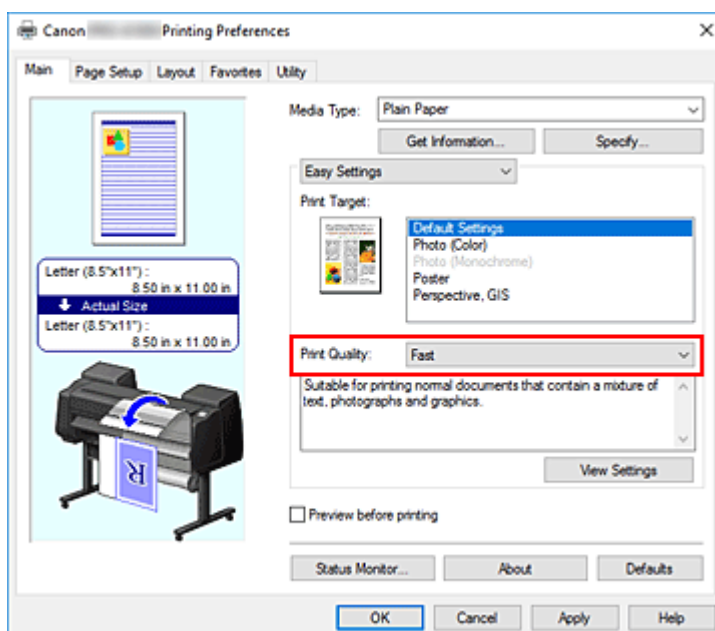 Canon Printing Preferences
Main Page Setup Layout Favorites Utility
Media Type: Plain Paper
Get Information... Specify...
Easy Settings
Print Target:
Default Settings
Photo (Color)
Photo (Monochrome)
Poster
Perspective, GIS
Letter (8.5"x11") :
8.50 in x 11.00 in
Actual Size
Letter (8.5"x11") :
8.50 in x 11.00 in
Print Quality: Fast
Suitable for printing normal documents that contain a mixture of
text, photographs and graphics.
R
View Settings
Preview before printing
Status Monitor... About Defaults
OK Cancel Apply Help